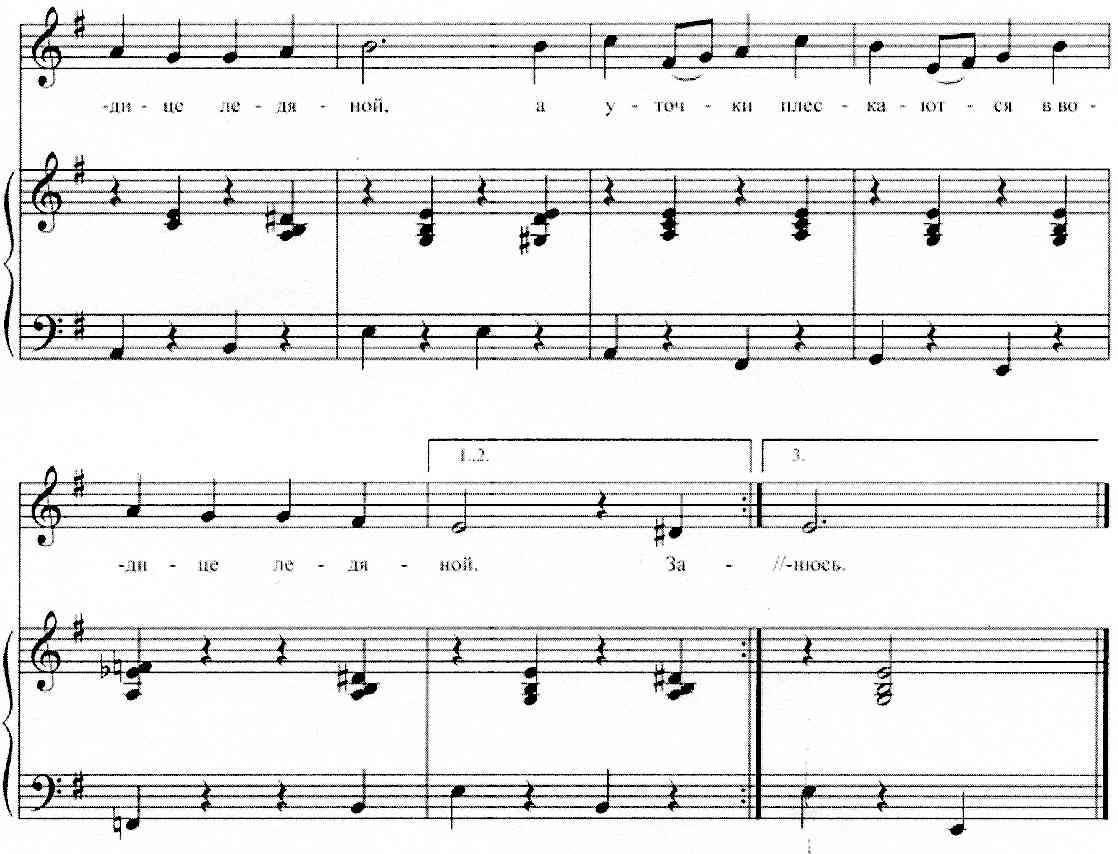 -ди - це ле - дя - ной, а у - точ - ки плес - ка - ют - ся в во -
1.,2. 3.
-ди - це ле - дя - ной. За - //-нюсь.